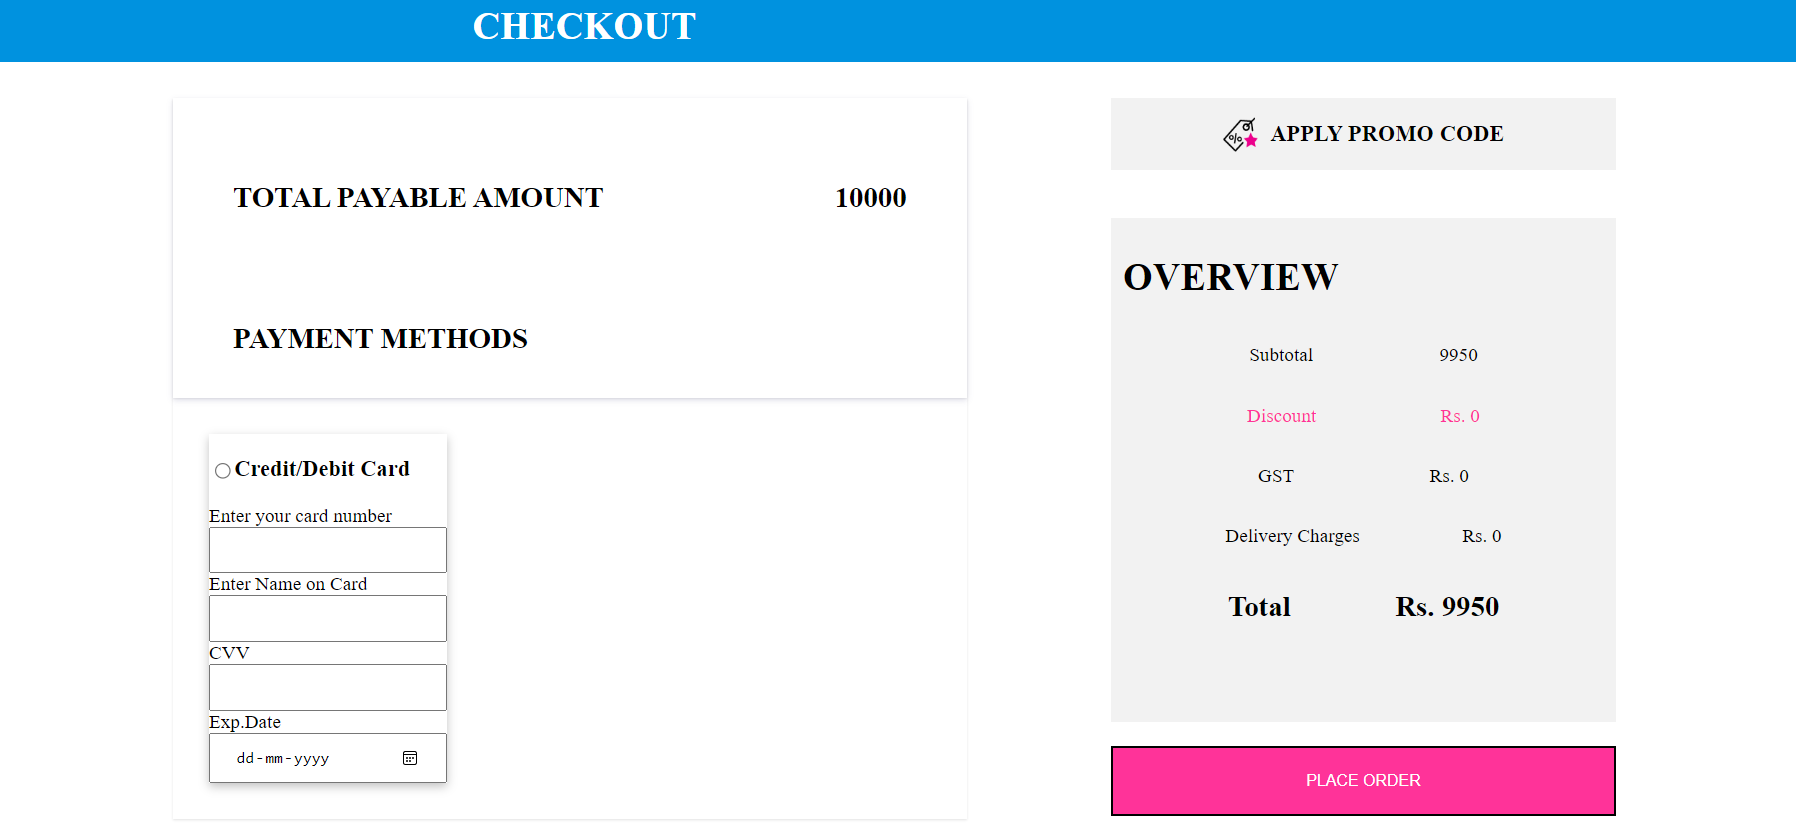 CHECKOUT
TOTAL PAYABLE AMOUNT 10000
PAYMENT METHODS
Credit/Debit Card
Enter your card number
Enter Name on Card
CVV
Exp.Date
dd-mm-yyyy
% APPLY PROMO CODE
OVERVIEW
Subtotal 9950
Discount Rs. 0
GST Rs. 0
Delivery Charges Rs. 0
Total Rs. 9950
PLACE ORDER